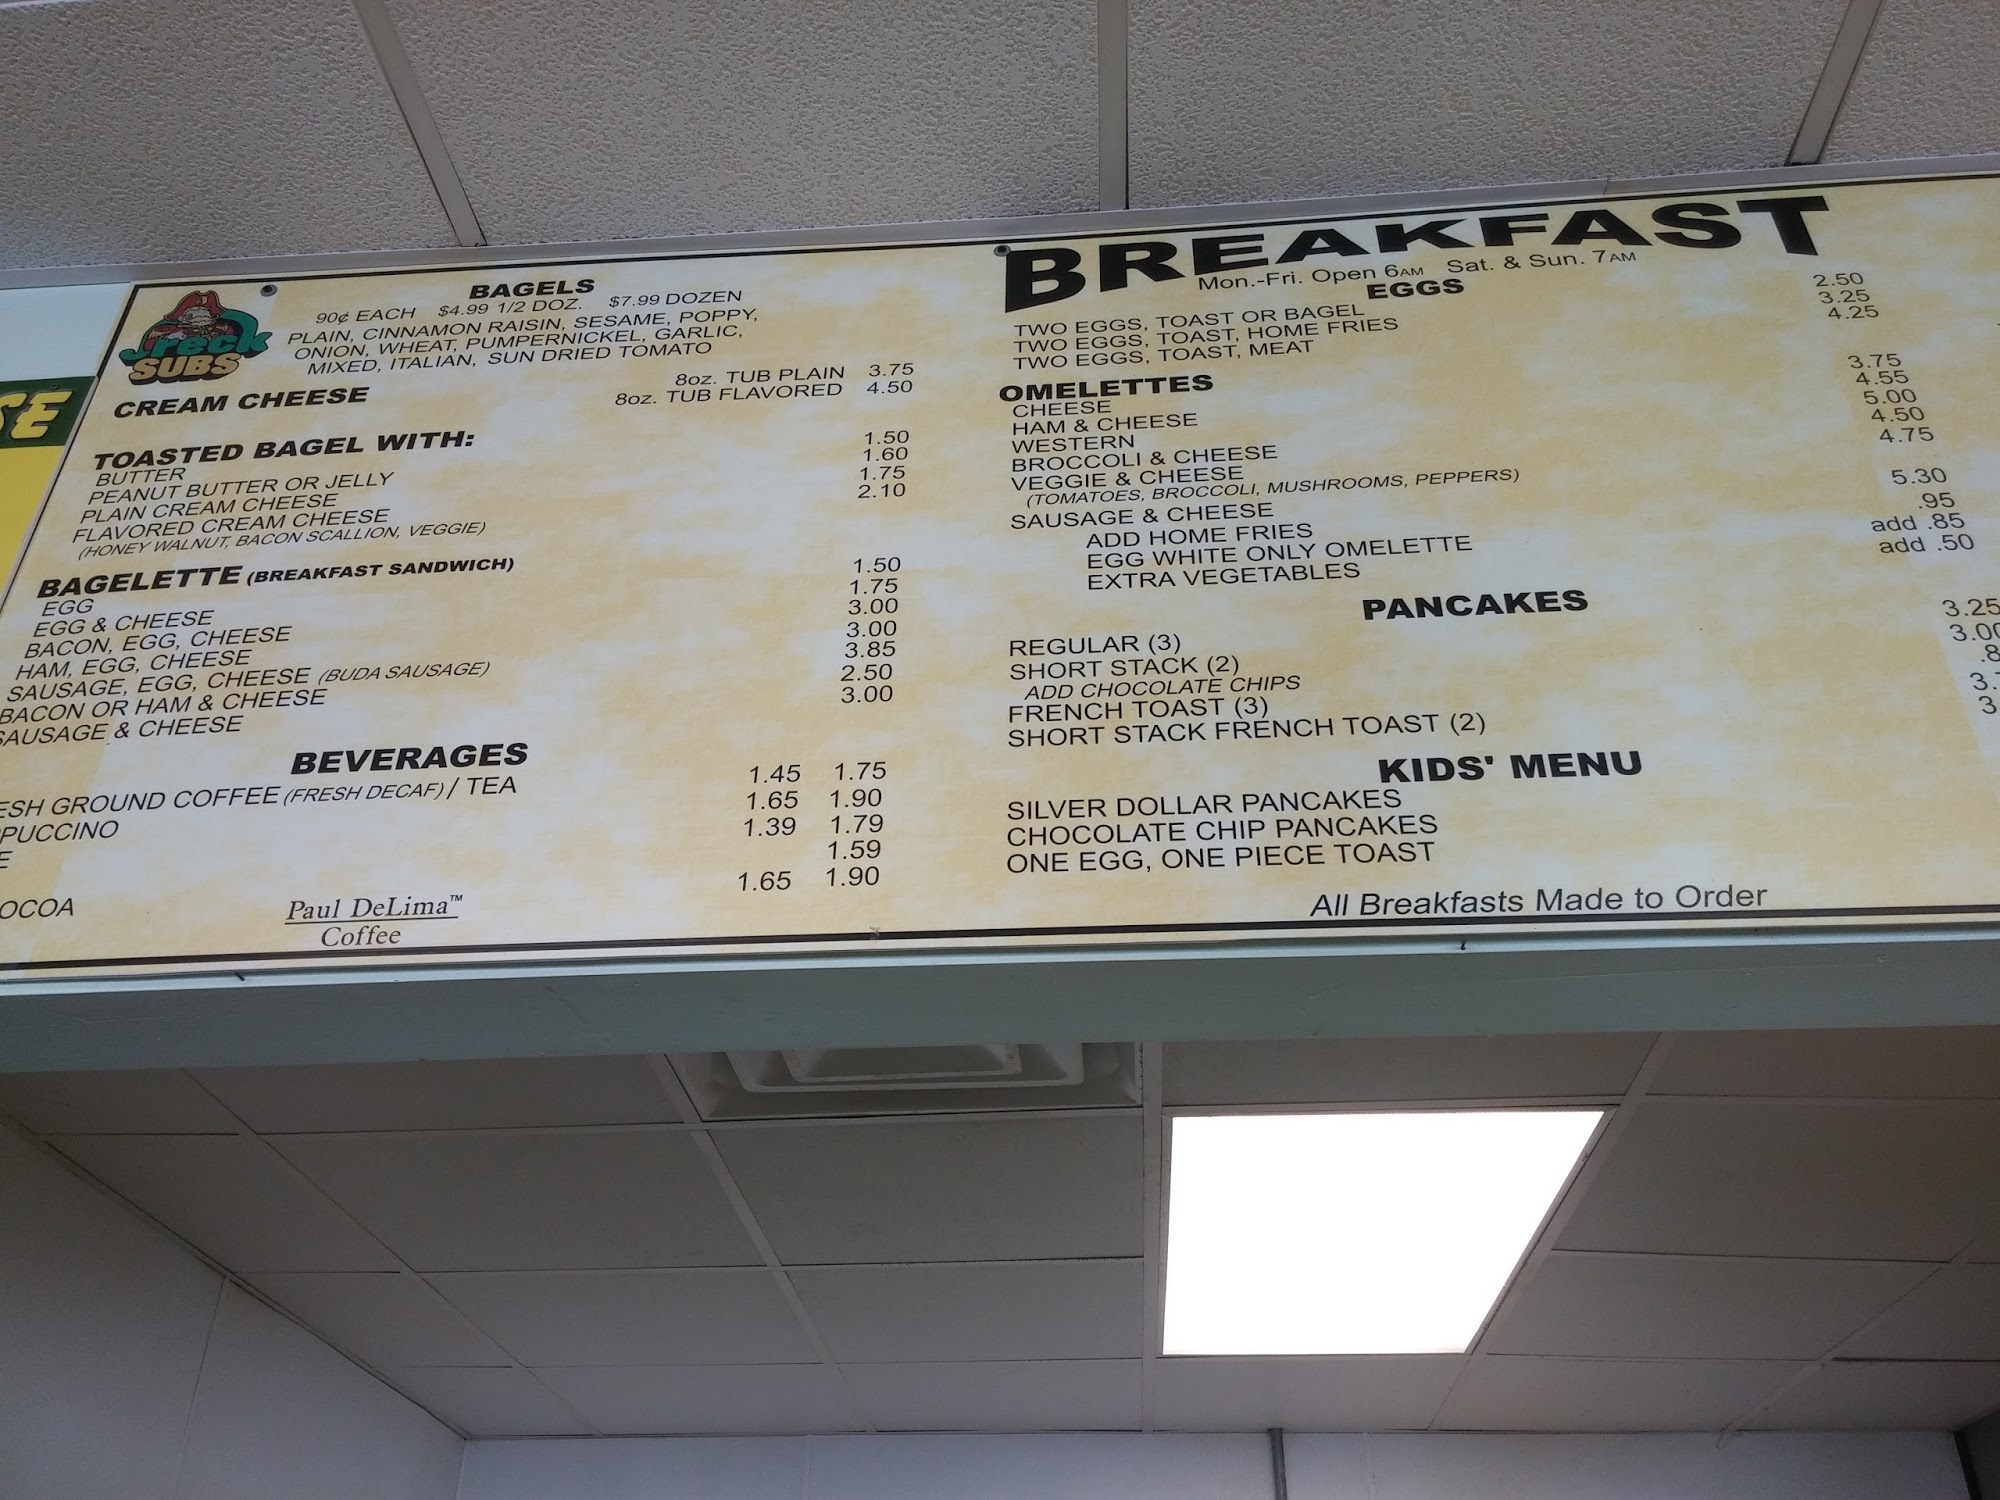 Jreck
SUBS
BAGELS
90¢ EACH $4.99 1/2 DOZ. $7.99 DOZEN
PLAIN, CINNAMON RAISIN, SESAME, POPPY,
ONION, WHEAT, PUMPERNICKEL, GARLIC,
MIXED, ITALIAN, SUN DRIED TOMATO
CREAM CHEESE
8oz. TUB PLAIN 3.75
8oz. TUB FLAVORED 4.50
TOASTED BAGEL WITH:
BUTTER 1.50
PEANUT BUTTER OR JELLY 1.60
PLAIN CREAM CHEESE 1.75
FLAVORED CREAM CHEESE 2.10
(HONEY WALNUT, BACON SCALLION, VEGGIE)
BAGELETTE (BREAKFAST SANDWICH)
EGG 1.50
EGG & CHEESE 1.75
BACON, EGG, CHEESE 3.00
HAM, EGG, CHEESE 3.00
SAUSAGE, EGG, CHEESE (BUDA SAUSAGE) 3.85
BACON OR HAM & CHEESE 2.50
SAUSAGE & CHEESE 3.00
BEVERAGES
ESH GROUND COFFEE (FRESH DECAF) / TEA 1.45 1.75
PPUCCINO 1.65 1.90
E 1.39 1.79
1.59
OCOA 1.65 1.90
Paul DeLima™
Coffee
BREAKFAST
Mon.-Fri. Open 6AM Sat. & Sun. 7AM
EGGS
TWO EGGS, TOAST OR BAGEL 2.50
TWO EGGS, TOAST, HOME FRIES 3.25
TWO EGGS, TOAST, MEAT 4.25
OMELETTES
CHEESE 3.75
HAM & CHEESE 4.55
WESTERN 5.00
BROCCOLI & CHEESE 4.50
VEGGIE & CHEESE 4.75
(TOMATOES, BROCCOLI, MUSHROOMS, PEPPERS)
SAUSAGE & CHEESE 5.30
ADD HOME FRIES .95
EGG WHITE ONLY OMELETTE add .85
EXTRA VEGETABLES add .50
PANCAKES
REGULAR (3) 3.25
SHORT STACK (2) 3.00
ADD CHOCOLATE CHIPS .8
FRENCH TOAST (3) 3.
SHORT STACK FRENCH TOAST (2) 3
KIDS' MENU
SILVER DOLLAR PANCAKES
CHOCOLATE CHIP PANCAKES
ONE EGG, ONE PIECE TOAST
All Breakfasts Made to Order
SE